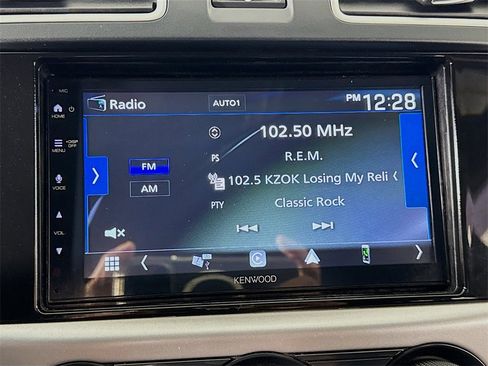 MIC
Radio
AUTO1
PM 12:28
HOME
102.50 MHz
DISP OFF
MENU
FM
PS
R.E.M.
102.5 KZOK Losing My Reli
VOICE
AM
PTY
Classic Rock
VOL.
KENWOOD